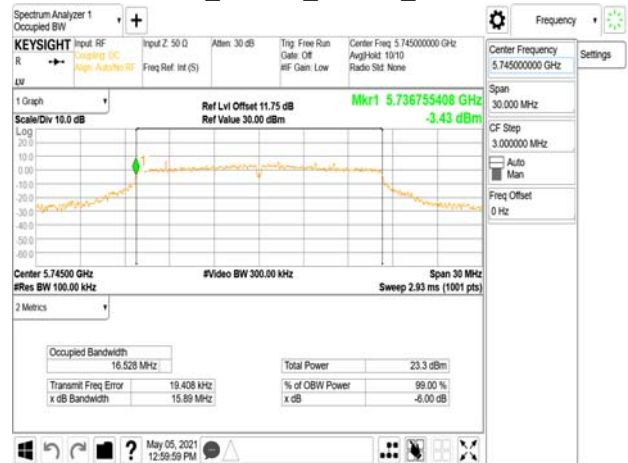 Spectrum Analyzer 1
Occupied BW
Frequency
KEYSIGHT
Input: RF
Coupling: DC
Align: Auto/No RF
Input Z: 50 Ω
Freq Ref: Int (S)
Atten: 30 dB
Trig: Free Run
Gate: Off
#IF Gain: Low
Center Freq: 5.745000000 GHz
Avg|Hold: 10/10
Radio Std: None
R
LV
Center Frequency
5.745000000 GHz
Settings
Span
30.000 MHz
CF Step
3.000000 MHz
Auto
Man
Freq Offset
0 Hz
1 Graph
Scale/Div 10.0 dB
Ref Lvl Offset 11.75 dB
Ref Value 30.00 dBm
Mkr1 5.736755408 GHz
-3.43 dBm
Log
20.0
10.0
0.00
-10.0
-20.0
-30.0
-40.0
-50.0
-60.0
1
Center 5.74500 GHz
#Res BW 100.00 kHz
#Video BW 300.00 kHz
Span 30 MHz
Sweep 2.93 ms (1001 pts)
2 Metrics
Occupied Bandwidth
16.528 MHz
Total Power 23.3 dBm
Transmit Freq Error 19.408 kHz
% of OBW Power 99.00 %
x dB Bandwidth 15.89 MHz
x dB -6.00 dB
?
May 05, 2021
12:59:59 PM